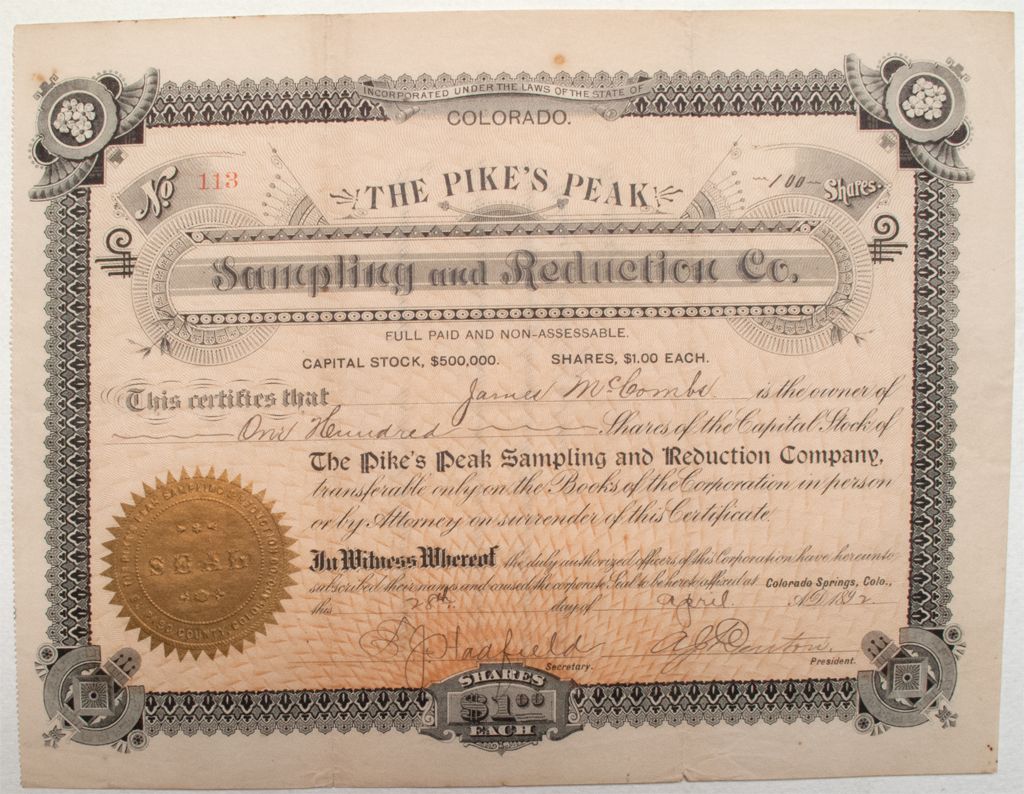 INCORPORATED UNDER THE LAWS OF THE STATE OF
COLORADO.
No 113
—100— Shares
THE PIKE'S PEAK
Sampling and Reduction Co.
FULL PAID AND NON-ASSESSABLE.
CAPITAL STOCK, $500,000. SHARES, $1.00 EACH.
This certifies that James McCombs is the owner of
One Hundred Shares of the Capital Stock of
The Pike's Peak Sampling and Reduction Company,
transferable only on the Books of the Corporation in person
or by Attorney on surrender of this Certificate.
In Witness Whereof the duly authorized officers of this Corporation have hereunto
subscribed their names and caused the corporate Seal to be hereto affixed at Colorado Springs, Colo.,
this 28th day of April. A.D. 1892.
Hadfield
Secretary.
President.
SEAL
COUNTY,
SHARES
$1.00
EACH